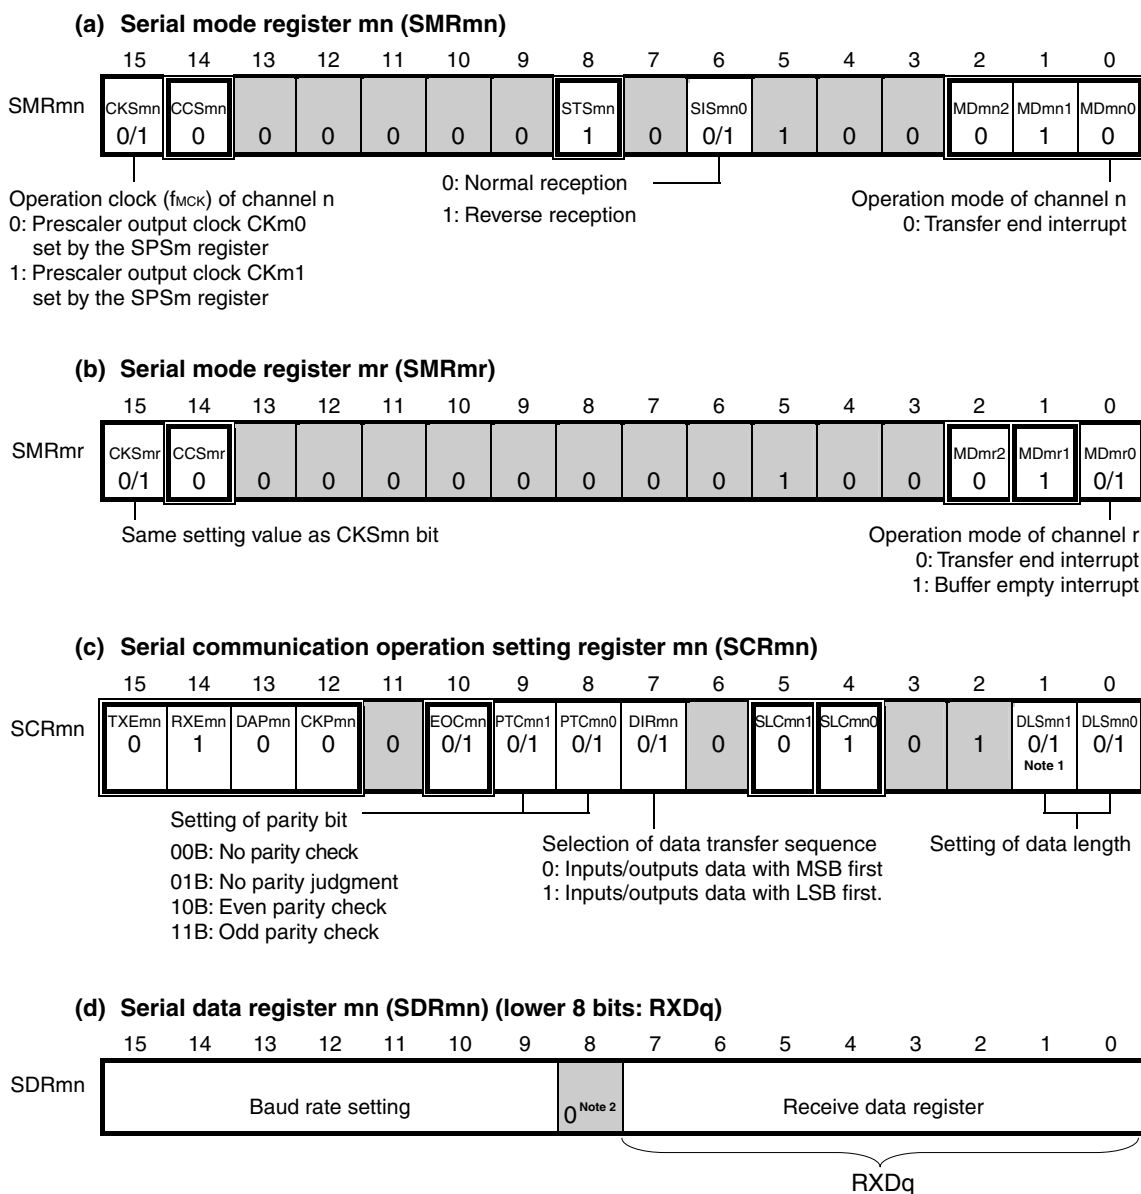 (a) Serial mode register mn (SMRmn)
15 14 13 12 11 10 9 8 7 6 5 4 3 2 1 0
SMRmn
CKSmn CCSmn STSmn SISmn0 MDmn2 MDmn1 MDmn0
0/1 0 0 0 0 0 0 1 0 0/1 1 0 0 0 1 0
Operation clock (fMCK) of channel n
0: Prescaler output clock CKm0
set by the SPSm register
1: Prescaler output clock CKm1
set by the SPSm register
0: Normal reception
1: Reverse reception
Operation mode of channel n
0: Transfer end interrupt
(b) Serial mode register mr (SMRmr)
15 14 13 12 11 10 9 8 7 6 5 4 3 2 1 0
SMRmr
CKSmr CCSmr MDmr2 MDmr1 MDmr0
0/1 0 0 0 0 0 0 0 0 0 1 0 0 0 1 0/1
Same setting value as CKSmn bit
Operation mode of channel r
0: Transfer end interrupt
1: Buffer empty interrupt
(c) Serial communication operation setting register mn (SCRmn)
15 14 13 12 11 10 9 8 7 6 5 4 3 2 1 0
SCRmn
TXEmn RXEmn DAPmn CKPmn EOCmn PTCmn1 PTCmn0 DIRmn SLCmn1 SLCmn0 DLSmn1 DLSmn0
0 1 0 0 0 0/1 0/1 0/1 0/1 0 0 1 0 1 0/1 0/1
Note 1
Setting of parity bit
00B: No parity check
01B: No parity judgment
10B: Even parity check
11B: Odd parity check
Selection of data transfer sequence
0: Inputs/outputs data with MSB first
1: Inputs/outputs data with LSB first.
Setting of data length
(d) Serial data register mn (SDRmn) (lower 8 bits: RXDq)
15 14 13 12 11 10 9 8 7 6 5 4 3 2 1 0
SDRmn
Baud rate setting 0 Note 2 Receive data register
RXDq